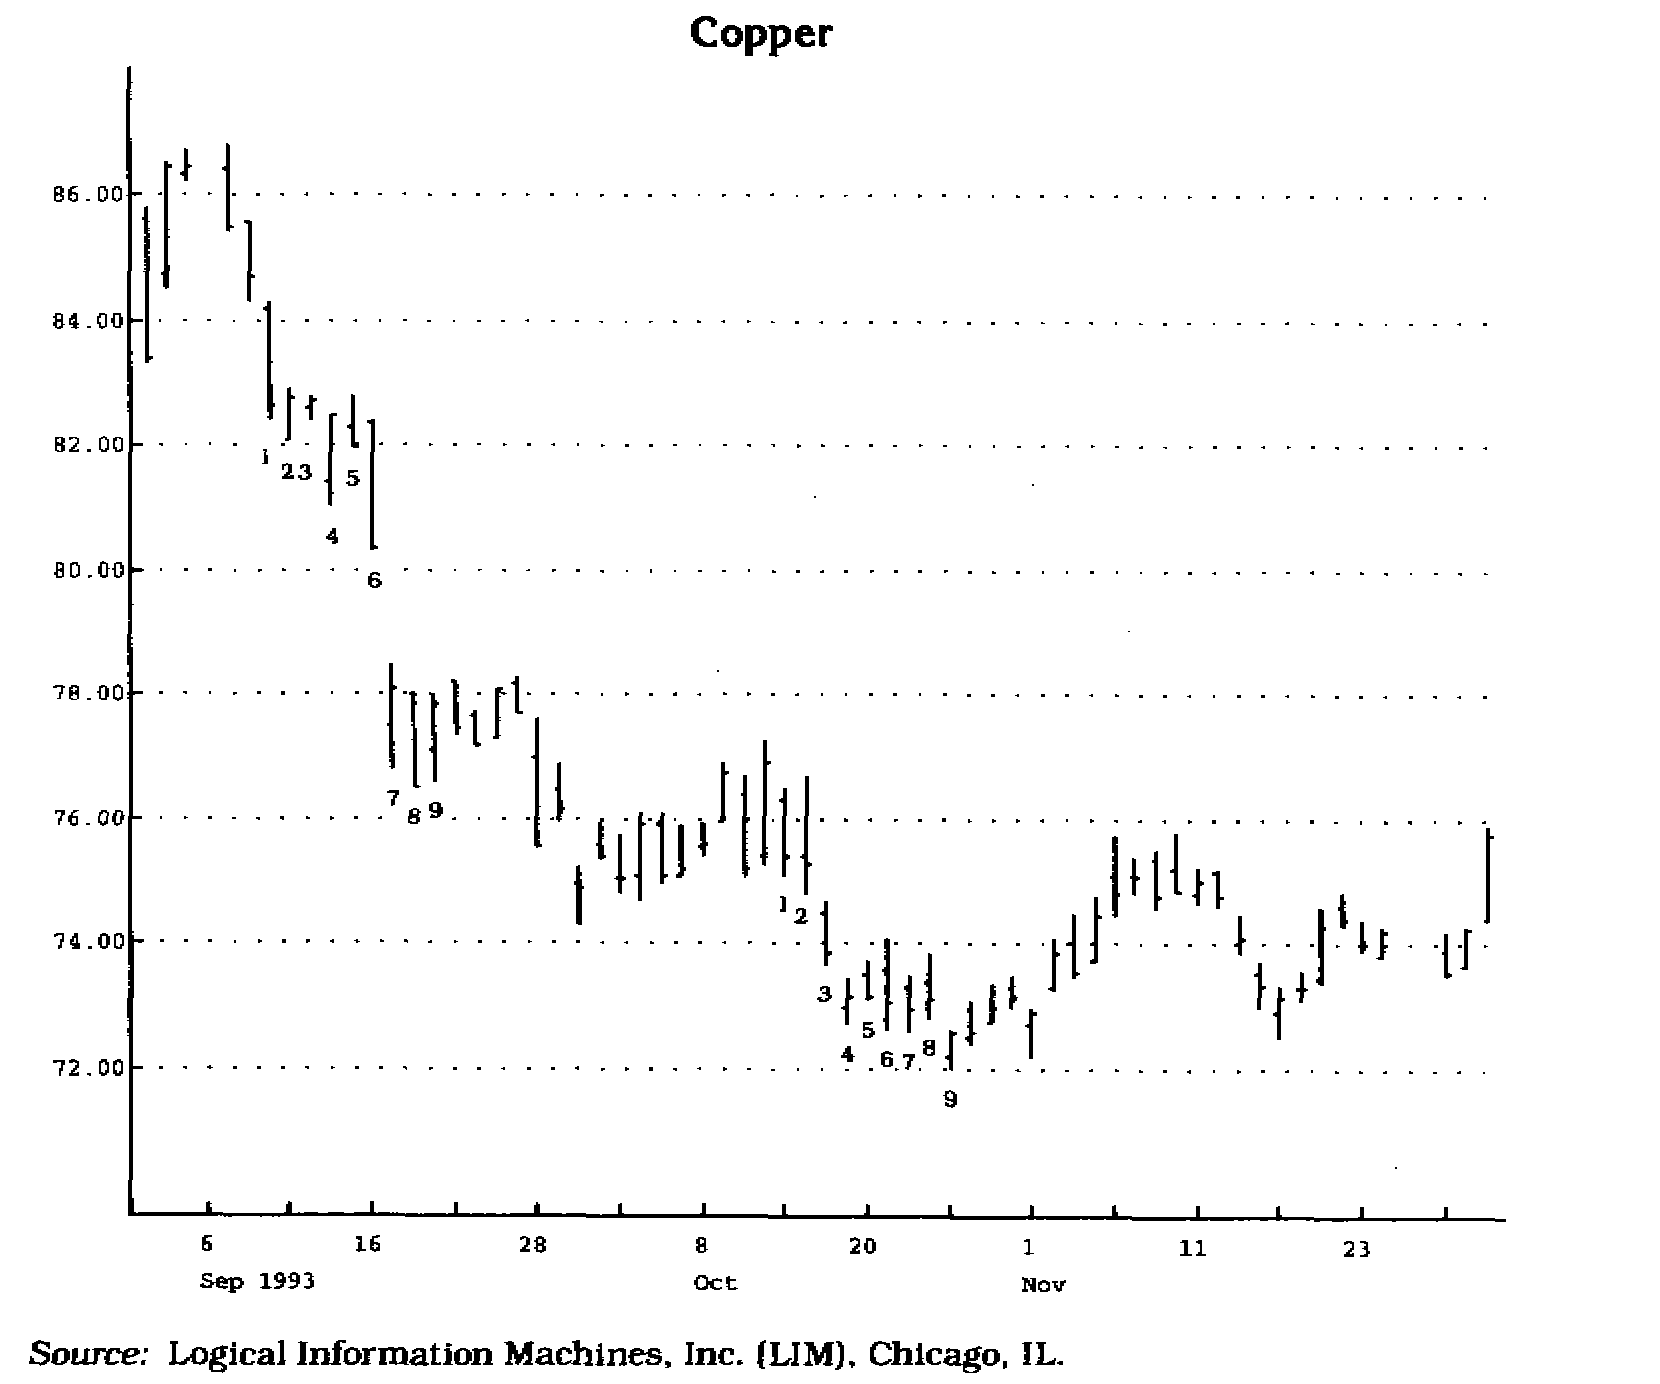 Copper
86.00
84.00
82.00
1 2 3 5
4
80.00
6
78.00
7 8 9
76.00
1 2
74.00
3
5
4 6 7 8
72.00
9
6 16 28 8 20 1 11 23
Sep 1993 Oct Nov
Source: Logical Information Machines, Inc. (LIM), Chicago, IL.